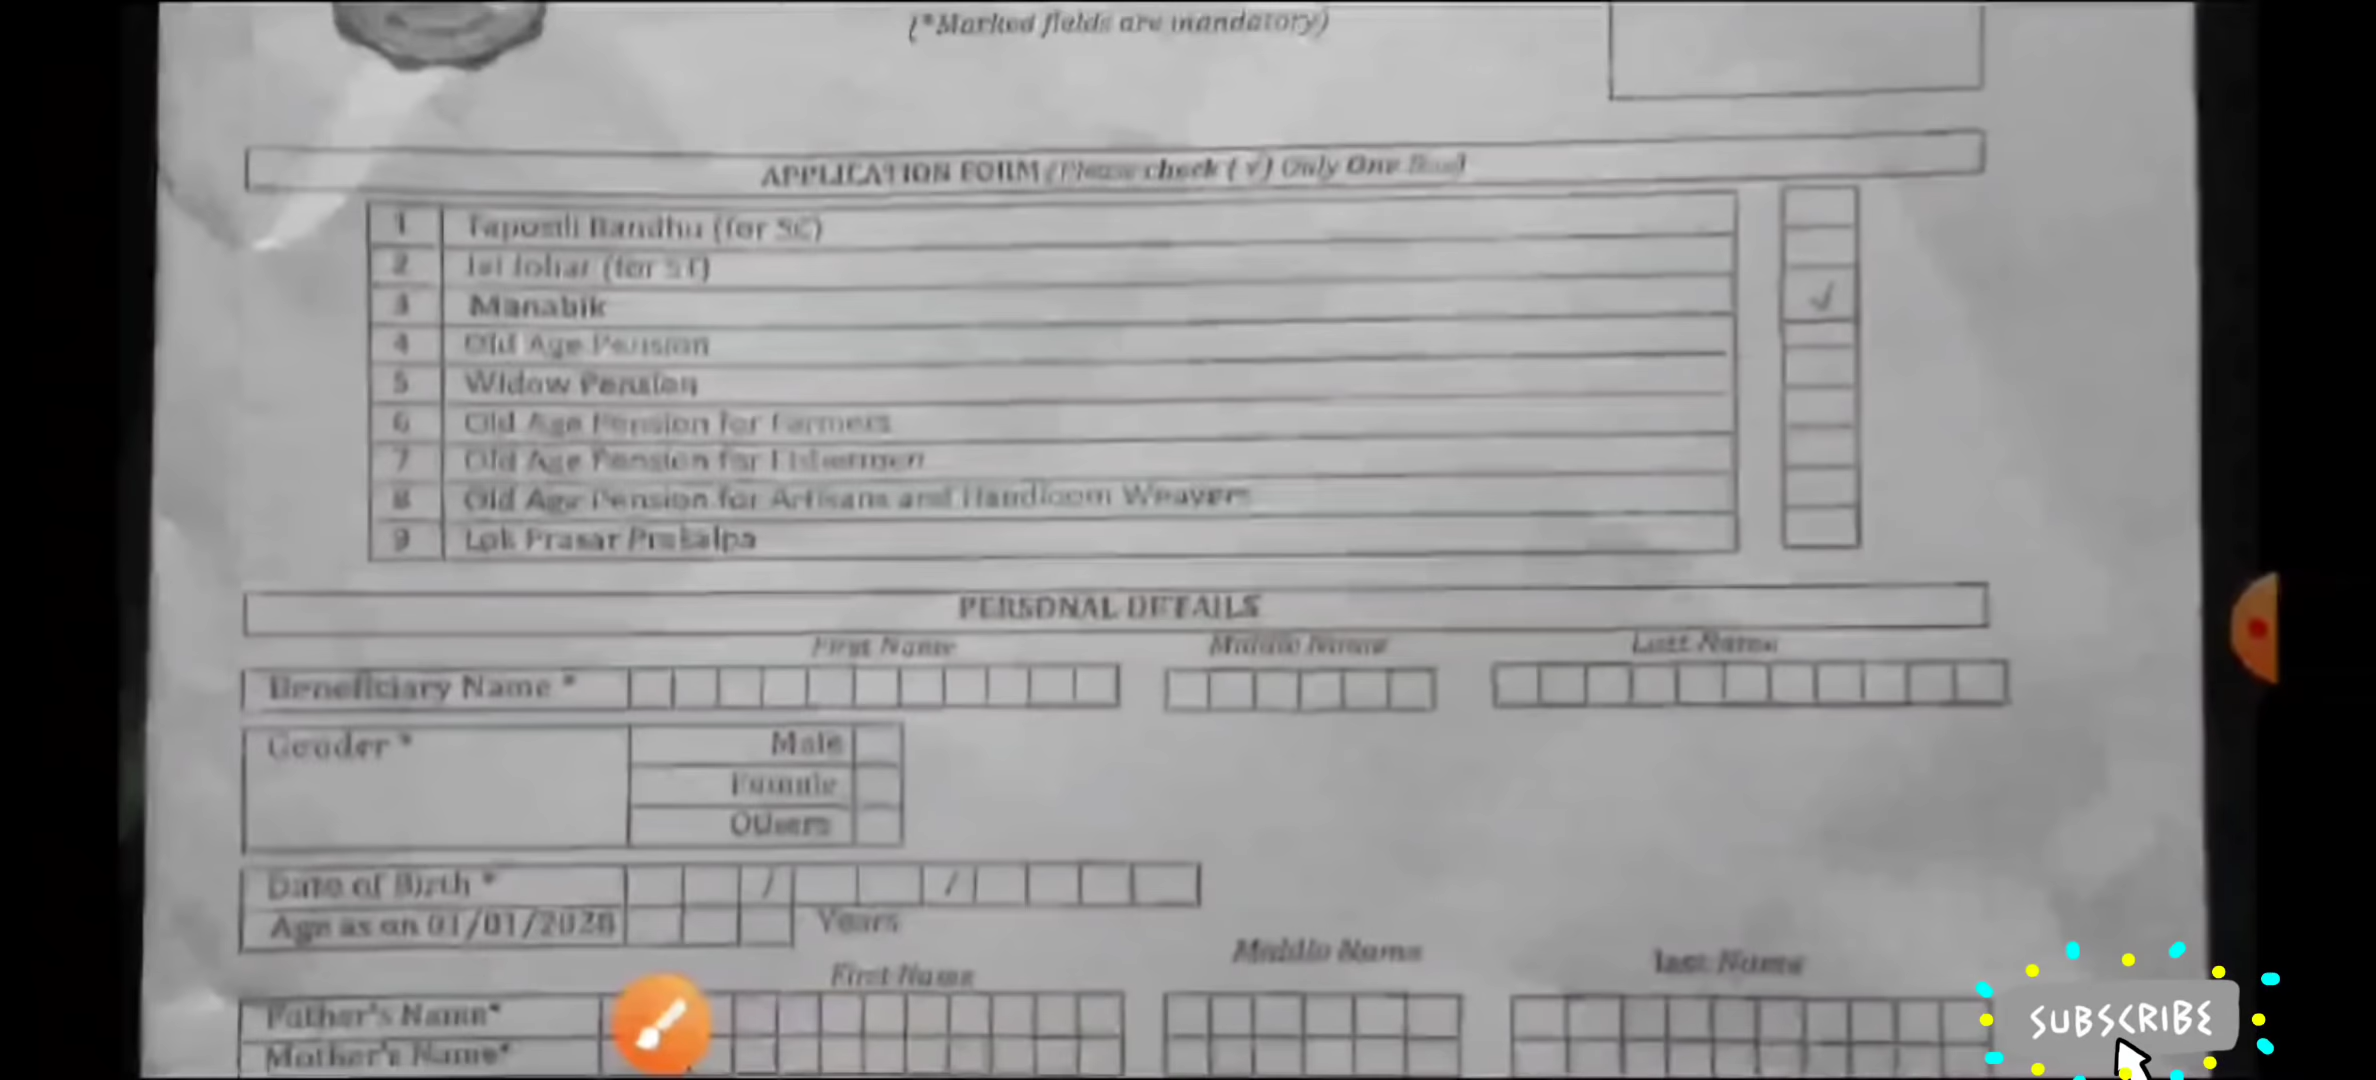 (*Marked fields are mandatory)
APPLICATION FORM (Please check (√) Only One Box)
1 Taposili Bandhu (for SC)
2 Jai Johar (for ST)
3 Manabik
√
4 Old Age Pension
5 Widow Pension
6 Old Age Pension for Farmers
7 Old Age Pension for Fishermen
8 Old Age Pension for Artisans and Handloom Weavers
9 Lok Prasar Prakalpa
PERSONAL DETAILS
First Name Middle Name Last Name
Beneficiary Name *
Gender * Male
Female
Others
Date of Birth * / /
Age as on 01/01/2020 Years
First Name Middle Name last Name
Father's Name*
Mother's Name*
SUBSCRIBE